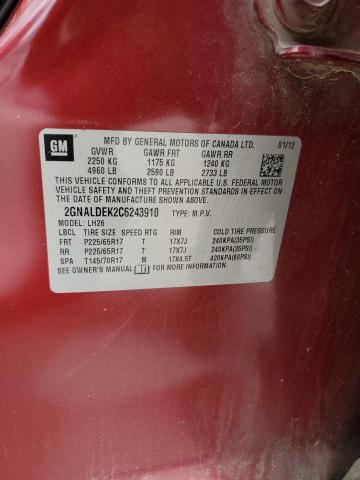 GM
MFD BY GENERAL MOTORS OF CANADA LTD. 01/12
GVWR GAWR FRT GAWR RR
2250 KG 1175 KG 1240 KG
4960 LB 2590 LB 2733 LB
THIS VEHICLE CONFORMS TO ALL APPLICABLE U.S. FEDERAL MOTOR
VEHICLE SAFETY AND THEFT PREVENTION STANDARDS IN
EFFECT ON THE DATE OF MANUFACTURE SHOWN ABOVE.
2GNALDEK2C6243910 TYPE: M.P.V.
MODEL: LH26
LBCL TIRE SIZE SPEED RTG RIM COLD TIRE PRESSURE
FRT P225/65R17 T 17X7J 240KPA(35PSI)
RR P225/65R17 T 17X7J 240KPA(35PSI)
SPA T145/70R17 M 17X4.5T 420KPA(60PSI)
SEE OWNER'S MANUAL FOR ADDITIONAL INFORMATION.